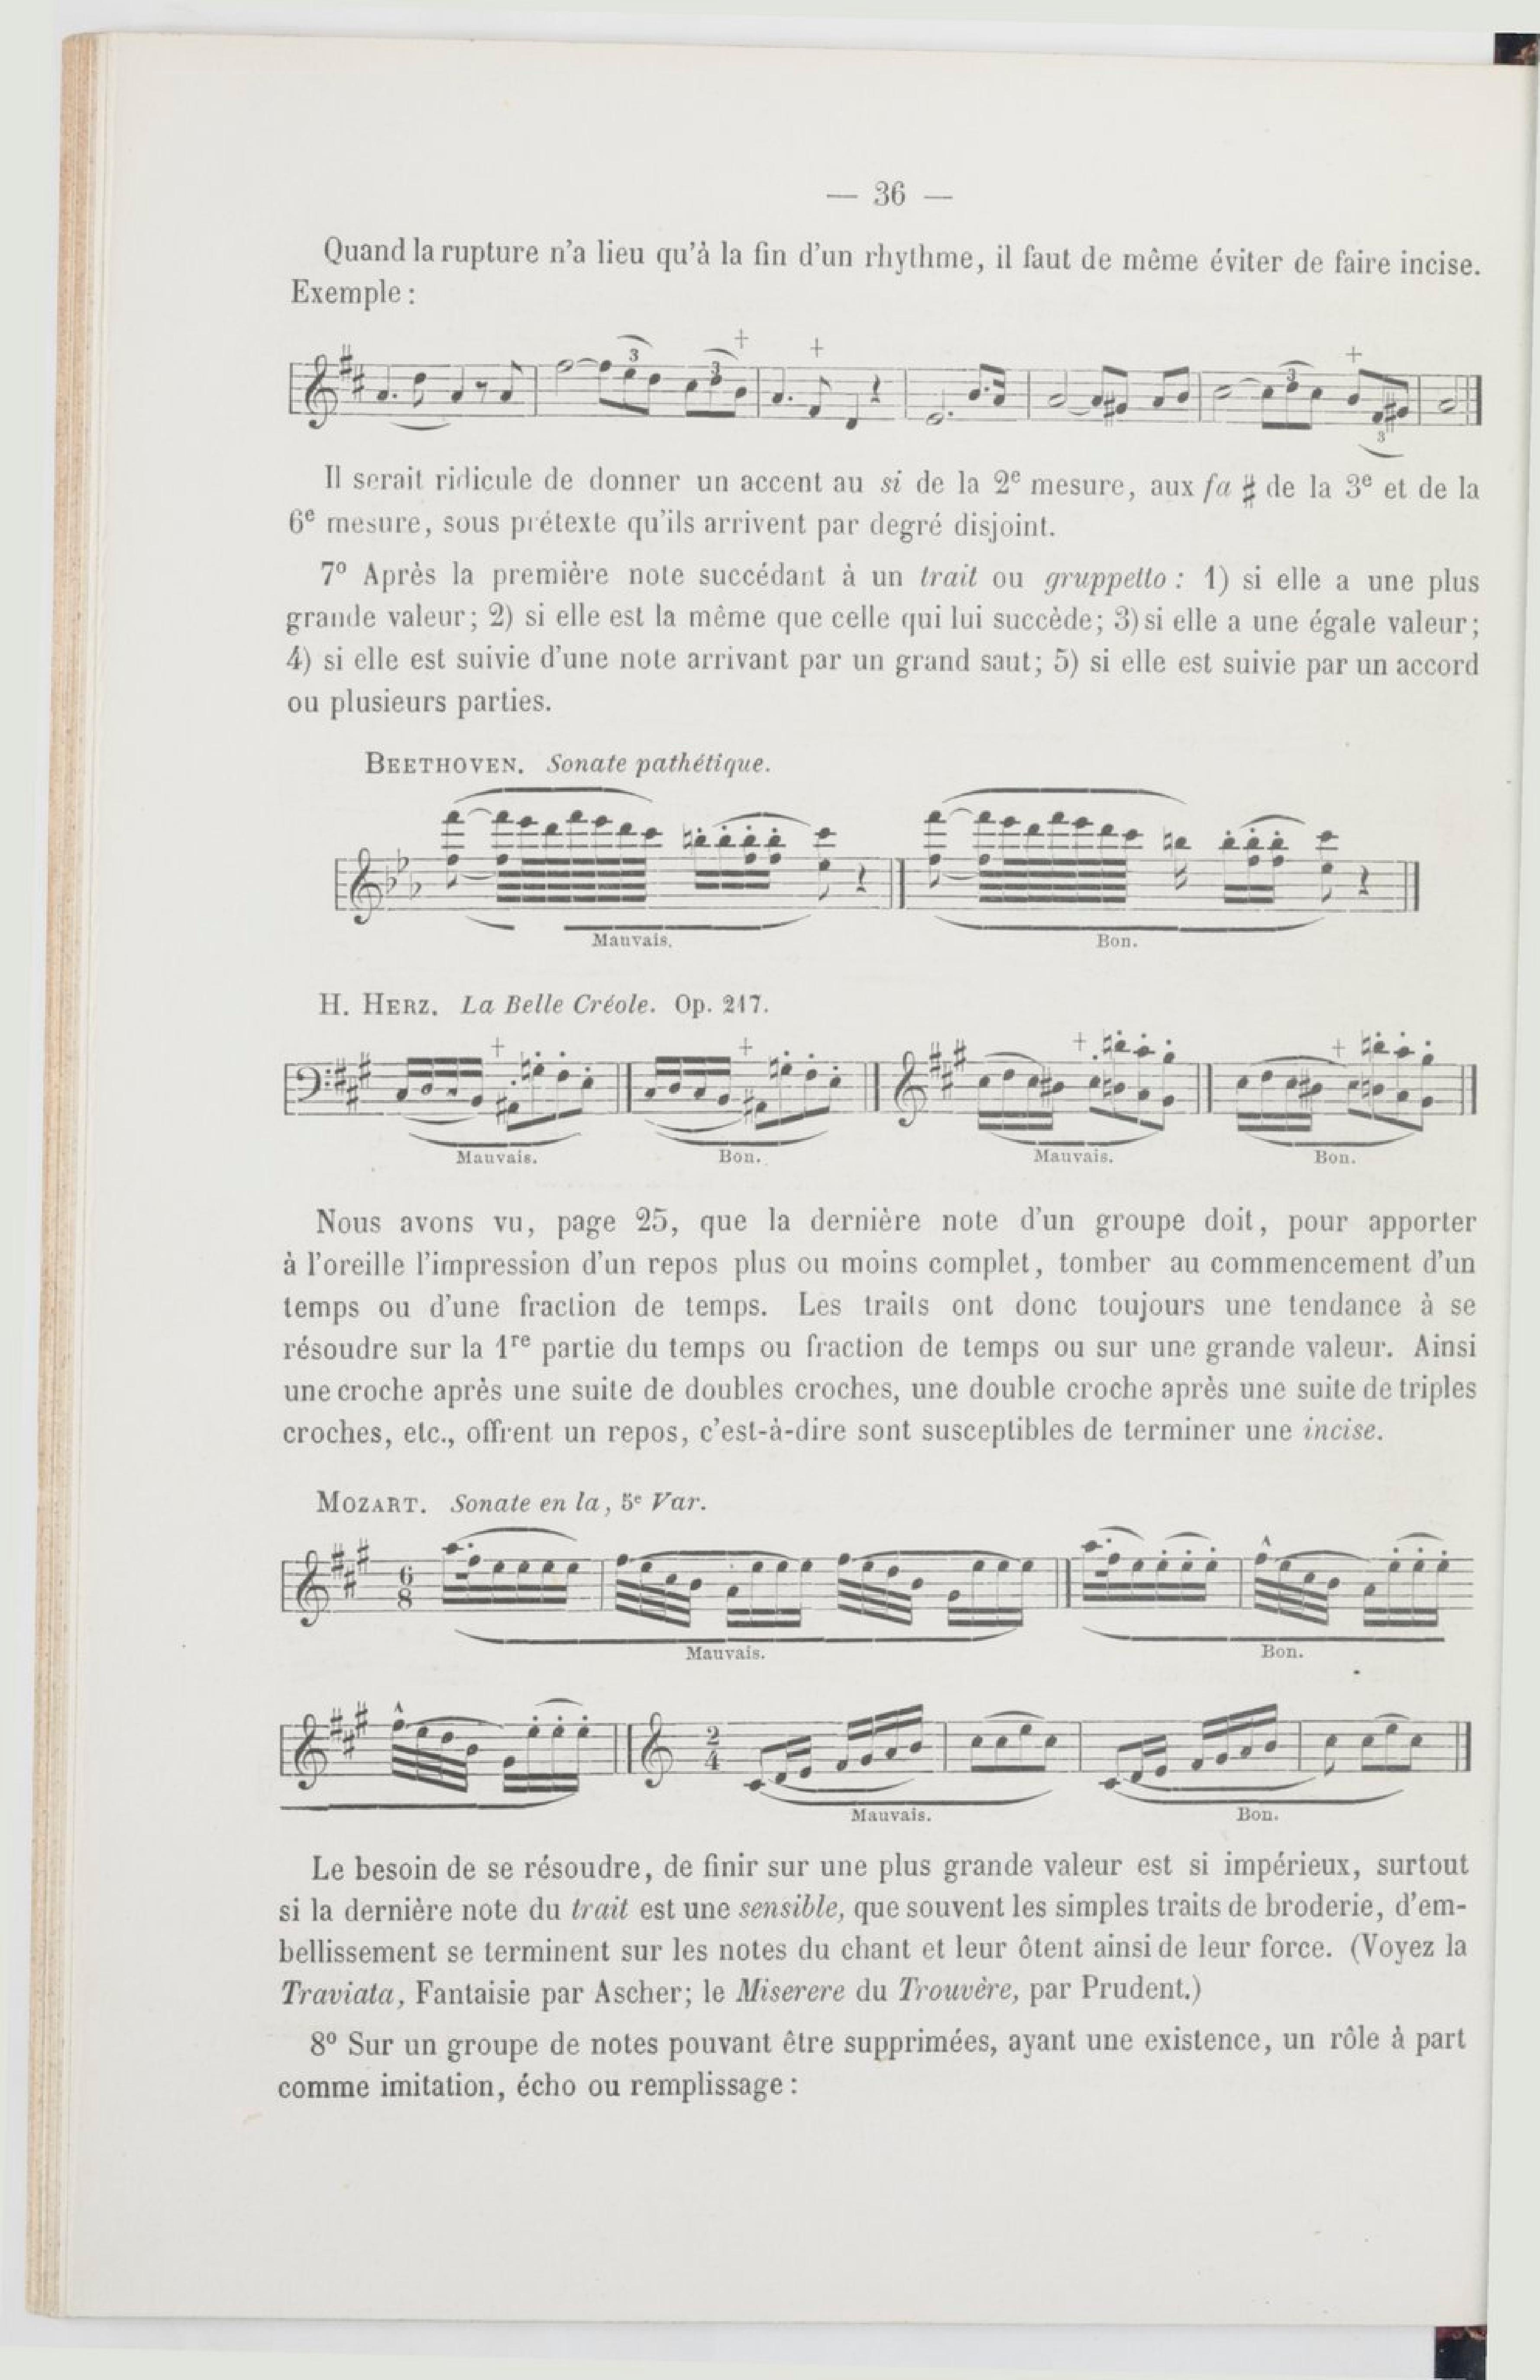 — 36 —
Quand la rupture n'a lieu qu'à la fin d'un rhythme, il faut de même éviter de faire incise.
Exemple :
3 3 + + 3 +
3
Il serait ridicule de donner un accent au si de la 2e mesure, aux fa ♯ de la 3e et de la
6e mesure, sous prétexte qu'ils arrivent par degré disjoint.
7o Après la première note succédant à un trait ou gruppetto : 1) si elle a une plus
grande valeur; 2) si elle est la même que celle qui lui succède; 3) si elle a une égale valeur;
4) si elle est suivie d'une note arrivant par un grand saut; 5) si elle est suivie par un accord
ou plusieurs parties.
BEETHOVEN. Sonate pathétique.
Mauvais. Bon.
H. HERZ. La Belle Créole. Op. 217.
+ + + +
Mauvais. Bon. Mauvais. Bon.
Nous avons vu, page 25, que la dernière note d'un groupe doit, pour apporter
à l'oreille l'impression d'un repos plus ou moins complet, tomber au commencement d'un
temps ou d'une fraction de temps. Les traits ont donc toujours une tendance à se
résoudre sur la 1re partie du temps ou fraction de temps ou sur une grande valeur. Ainsi
une croche après une suite de doubles croches, une double croche après une suite de triples
croches, etc., offrent un repos, c'est-à-dire sont susceptibles de terminer une incise.
MOZART. Sonate en la, 5e Var.
6
8
Mauvais. Bon.
2
4
Mauvais. Bon.
Le besoin de se résoudre, de finir sur une plus grande valeur est si impérieux, surtout
si la dernière note du trait est une sensible, que souvent les simples traits de broderie, d'em-
bellissement se terminent sur les notes du chant et leur ôtent ainsi de leur force. (Voyez la
Traviata, Fantaisie par Ascher; le Miserere du Trouvère, par Prudent.)
8o Sur un groupe de notes pouvant être supprimées, ayant une existence, un rôle à part
comme imitation, écho ou remplissage :